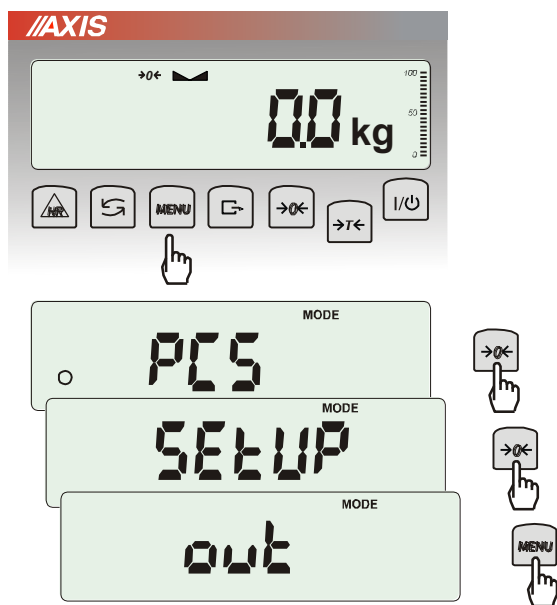 //AXIS
→0←
100
50
0
0.0 kg
HR
MENU
→0←
→T←
I/⏻
MODE
PCS
→0←
MODE
SEtUP
→0←
MODE
out
MENU